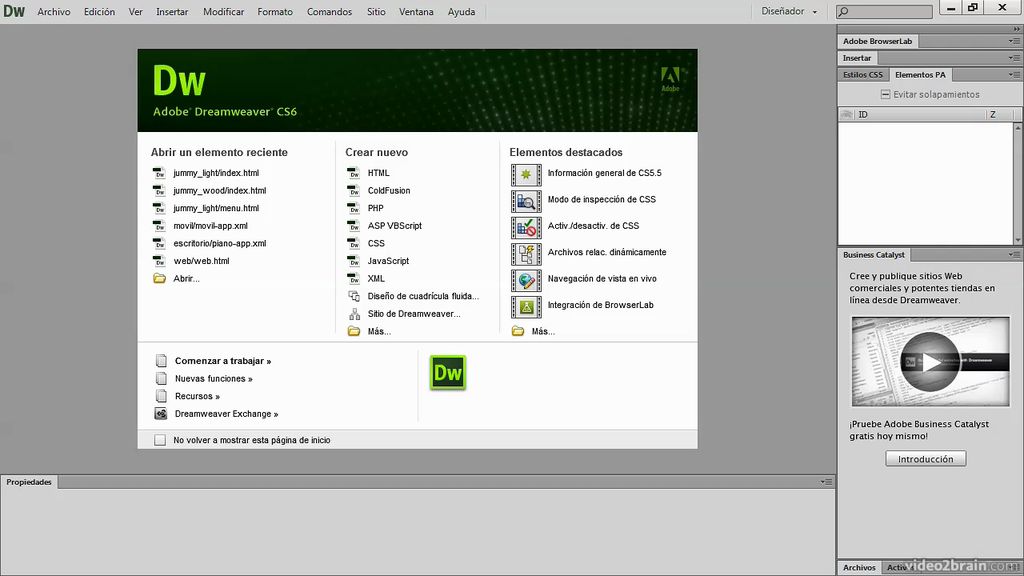 Dw Archivo Edición Ver Insertar Modificar Formato Comandos Sitio Ventana Ayuda Diseñador
Dw
Adobe® Dreamweaver® CS6
Adobe
Abrir un elemento reciente
jummy_light/index.html
jummy_wood/index.html
jummy_light/menu.html
movil/movil-app.xml
escritorio/piano-app.xml
web/web.html
Abrir...
Crear nuevo
HTML
ColdFusion
PHP
ASP VBScript
CSS
JavaScript
XML
Diseño de cuadrícula fluida...
Sitio de Dreamweaver...
Más...
Elementos destacados
Información general de CS5.5
Modo de inspección de CSS
Activ./desactiv. de CSS
Archivos relac. dinámicamente
Navegación de vista en vivo
Integración de BrowserLab
Más...
Comenzar a trabajar »
Nuevas funciones »
Recursos »
Dreamweaver Exchange »
Dw
No volver a mostrar esta página de inicio
Propiedades
Adobe BrowserLab
Insertar
Estilos CSS Elementos PA
Evitar solapamientos
ID Z
Business Catalyst
Cree y publique sitios Web
comerciales y potentes tiendas en
línea desde Dreamweaver.
¡Pruebe Adobe Business Catalyst
gratis hoy mismo!
Introducción
Archivos
video2brain.com